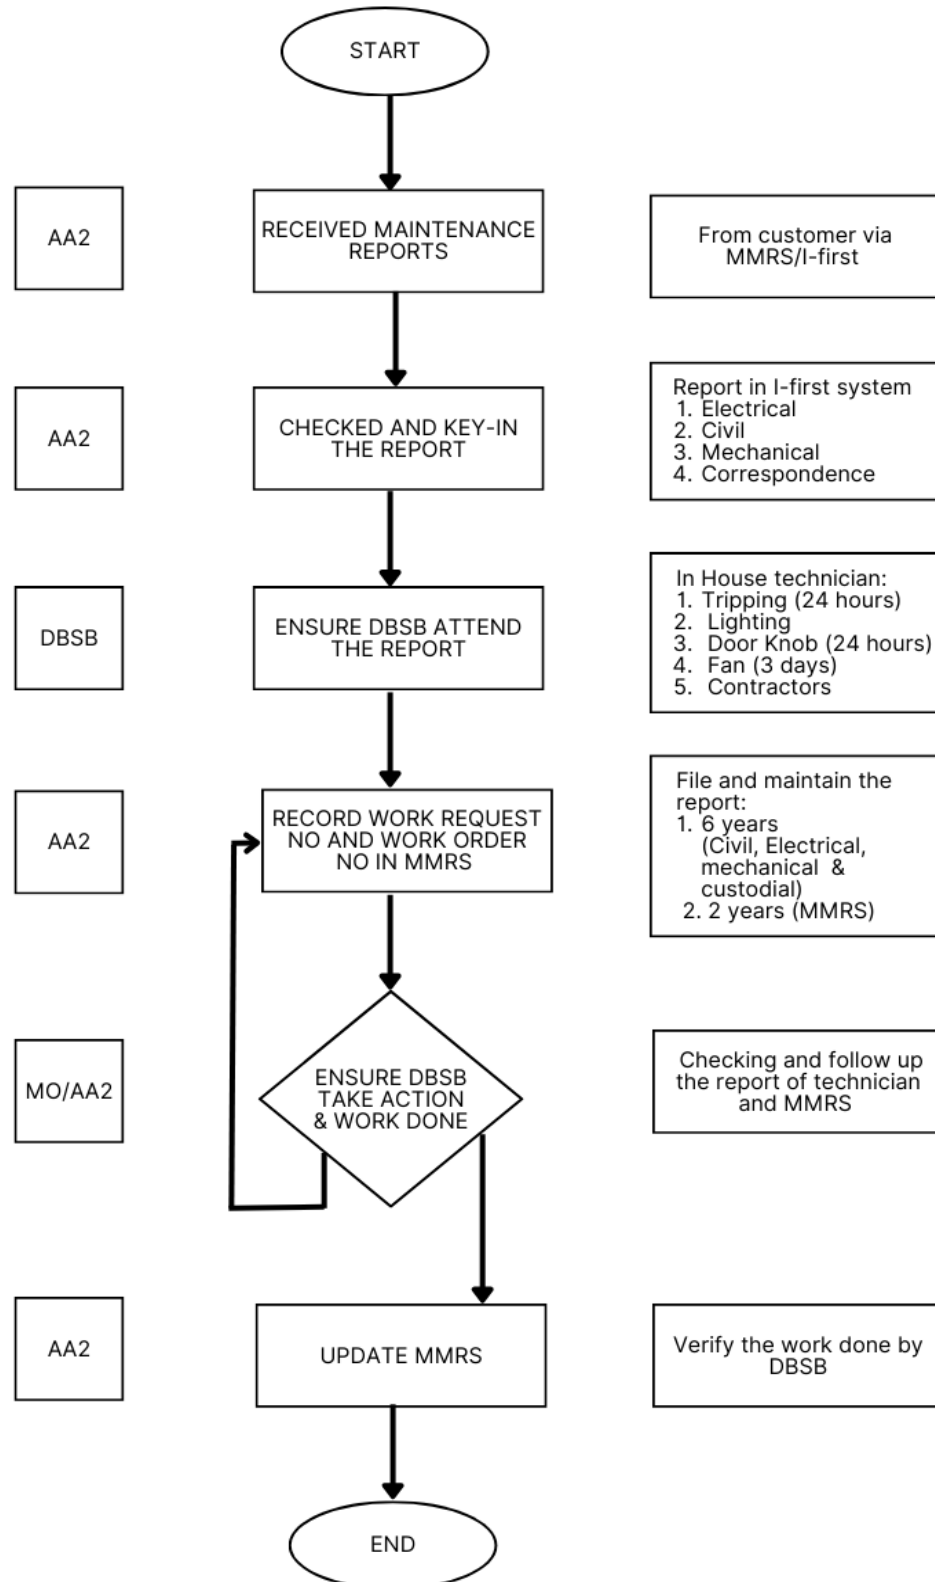 START
AA2
RECEIVED MAINTENANCE
REPORTS
From customer via
MMRS/I-first
AA2
CHECKED AND KEY-IN
THE REPORT
Report in I-first system
1. Electrical
2. Civil
3. Mechanical
4. Correspondence
DBSB
ENSURE DBSB ATTEND
THE REPORT
In House technician:
1. Tripping (24 hours)
2. Lighting
3. Door Knob (24 hours)
4. Fan (3 days)
5. Contractors
AA2
RECORD WORK REQUEST
NO AND WORK ORDER
NO IN MMRS
File and maintain the
report:
1. 6 years
(Civil, Electrical,
mechanical &
custodial)
2. 2 years (MMRS)
MO/AA2
ENSURE DBSB
TAKE ACTION
& WORK DONE
Checking and follow up
the report of technician
and MMRS
AA2
UPDATE MMRS
Verify the work done by
DBSB
END